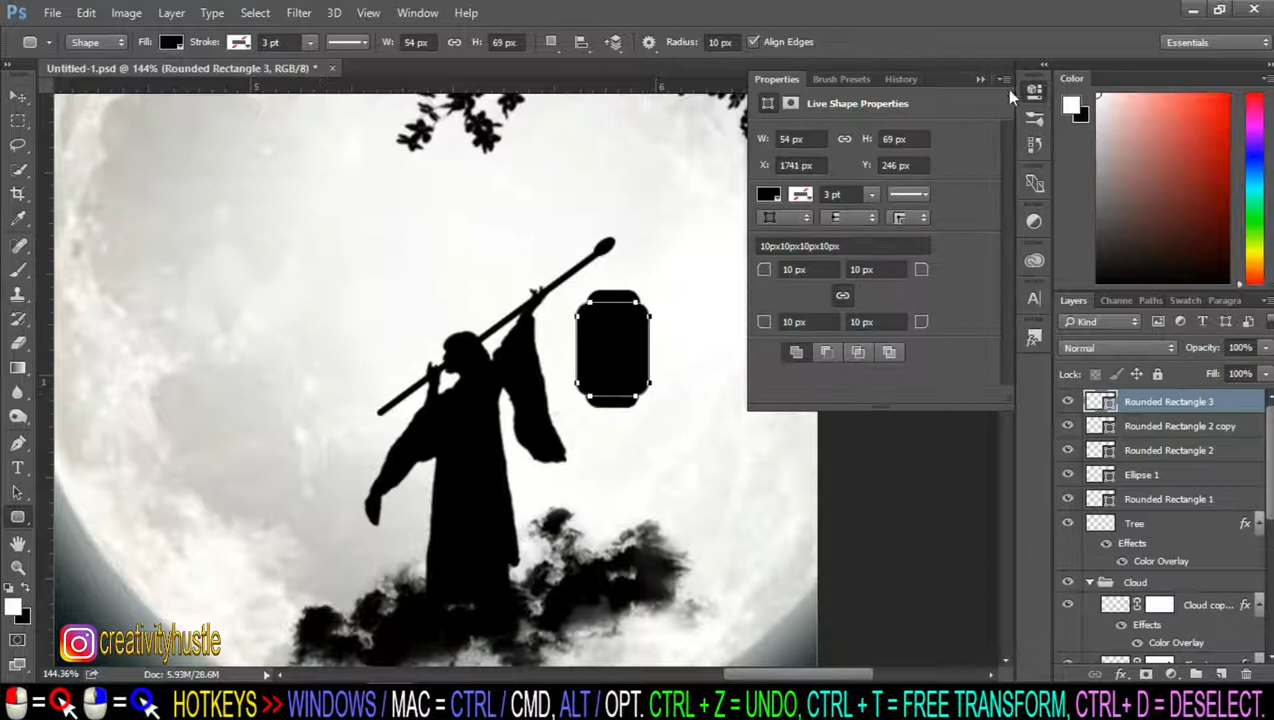 Ps File Edit Image Layer Type Select Filter 3D View Window Help
Shape Fill: Stroke: 3 pt W: 54 px H: 69 px Radius: 10 px Align Edges Essentials
Untitled-1.psd @ 144% (Rounded Rectangle 3, RGB/8) * ×
5 6
1
Properties Brush Presets History
Live Shape Properties
W: 54 px H: 69 px
X: 1741 px Y: 246 px
3 pt
10px10px10px10px
10 px 10 px
10 px 10 px
Color
Layers Channe Paths Swatch Paragra
Kind
Normal Opacity: 100%
Lock: Fill: 100%
Rounded Rectangle 3
Rounded Rectangle 2 copy
Rounded Rectangle 2
Ellipse 1
Rounded Rectangle 1
Tree fx
Effects
Color Overlay
Cloud
Cloud cop... fx
Effects
Color Overlay
creativityhustle
144.36% Doc: 5.93M/28.6M
HOTKEYS >> WINDOWS / MAC = CTRL / CMD, ALT / OPT. CTRL + Z = UNDO, CTRL + T = FREE TRANSFORM, CTRL + D = DESELECT.